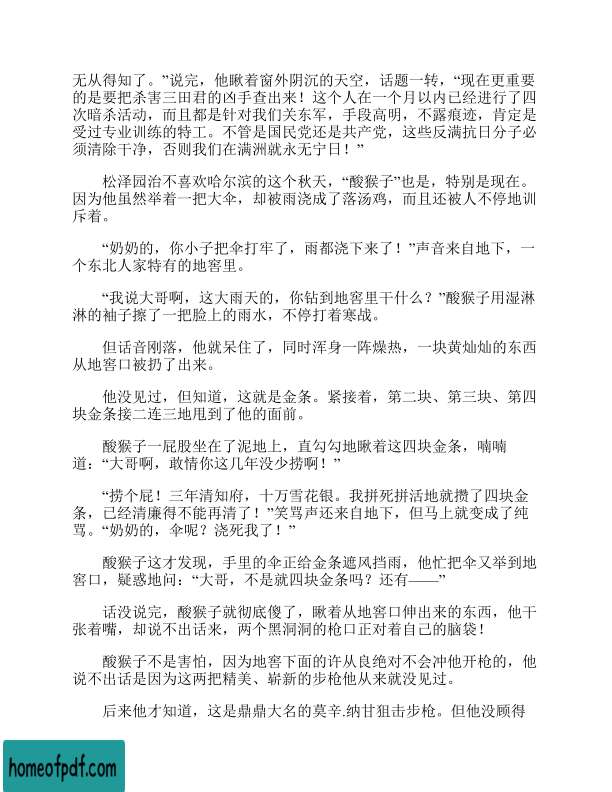 无从得知了。”说完，他瞅着窗外阴沉的天空，话题一转，“现在更重要
的是要把杀害三田君的凶手查出来！这个人在一个月以内已经进行了四
次暗杀活动，而且都是针对我们关东军，手段高明，不露痕迹，肯定是
受过专业训练的特工。不管是国民党还是共产党，这些反满抗日分子必
须清除干净，否则我们在满洲就永无宁日！”
松泽园治不喜欢哈尔滨的这个秋天，“酸猴子”也是，特别是现在。
因为他虽然举着一把大伞，却被雨浇成了落汤鸡，而且还被人不停地训
斥着。
“奶奶的，你小子把伞打牢了，雨都浇下来了！”声音来自地下，一
个东北人家特有的地窖里。
“我说大哥啊，这大雨天的，你钻到地窖里干什么？”酸猴子用湿淋
淋的袖子擦了一把脸上的雨水，不停打着寒战。
但话音刚落，他就呆住了，同时浑身一阵燥热，一块黄灿灿的东西
从地窖口被扔了出来。
他没见过，但知道，这就是金条。紧接着，第二块、第三块、第四
块金条接二连三地甩到了他的面前。
酸猴子一屁股坐在了泥地上，直勾勾地瞅着这四块金条，喃喃
道：“大哥啊，敢情你这几年没少捞啊！”
“捞个屁！三年清知府，十万雪花银。我拼死拼活地就攒了四块金
条，已经清廉得不能再清了！”笑骂声还来自地下，但马上就变成了纯
骂。“奶奶的，伞呢？浇死我了！”
酸猴子这才发现，手里的伞正给金条遮风挡雨，他忙把伞又举到地
窖口，疑惑地问：“大哥，不是就四块金条吗？还有——”
话没说完，酸猴子就彻底傻了，瞅着从地窖口伸出来的东西，他干
张着嘴，却说不出话来，两个黑洞洞的枪口正对着自己的脑袋！
酸猴子不是害怕，因为地窖下面的许从良绝对不会冲他开枪的，他
说不出话是因为这两把精美、崭新的步枪他从来就没见过。
后来他才知道，这是鼎鼎大名的莫辛.纳甘狙击步枪。但他没顾得
homeofpdf.com